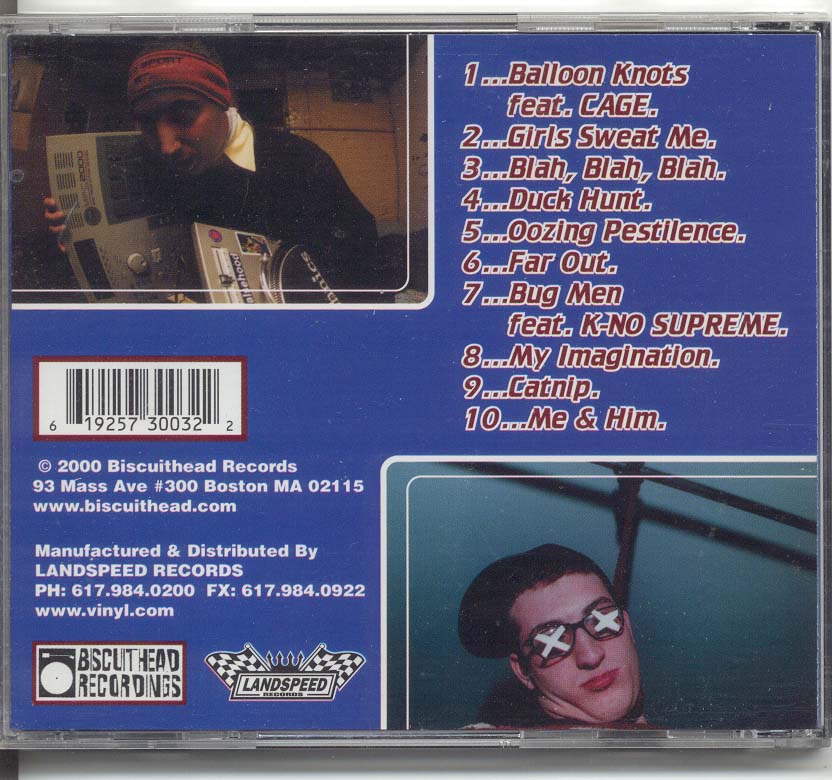 1...Balloon Knots
feat. CAGE.
2...Girls Sweat Me.
3...Blah, Blah, Blah.
4...Duck Hunt.
5...Oozing Pestilence.
6...Far Out.
7...Bug Men
feat. K-NO SUPREME.
8...My Imagination.
9...Catnip.
10...Me & Him.
6 19257 30032 2
© 2000 Biscuithead Records
93 Mass Ave #300 Boston MA 02115
www.biscuithead.com
Manufactured & Distributed By
LANDSPEED RECORDS
PH: 617.984.0200 FX: 617.984.0922
www.vinyl.com
BISCUITHEAD
RECORDINGS
LANDSPEED
RECORDS
SPORT
2000